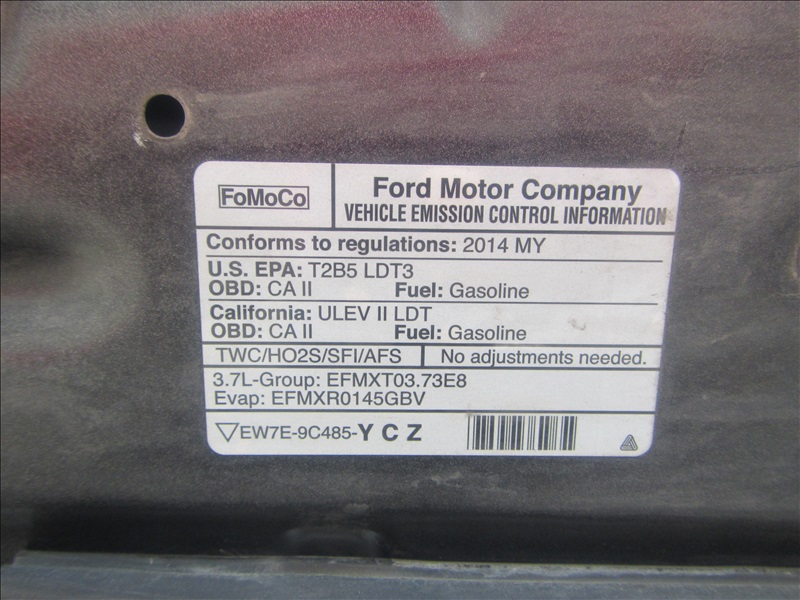 FoMoCo
Ford Motor Company
VEHICLE EMISSION CONTROL INFORMATION
Conforms to regulations: 2014 MY
U.S. EPA: T2B5 LDT3
OBD: CA II Fuel: Gasoline
California: ULEV II LDT
OBD: CA II Fuel: Gasoline
TWC/HO2S/SFI/AFS No adjustments needed.
3.7L-Group: EFMXT03.73E8
Evap: EFMXR0145GBV
EW7E-9C485-Y C Z